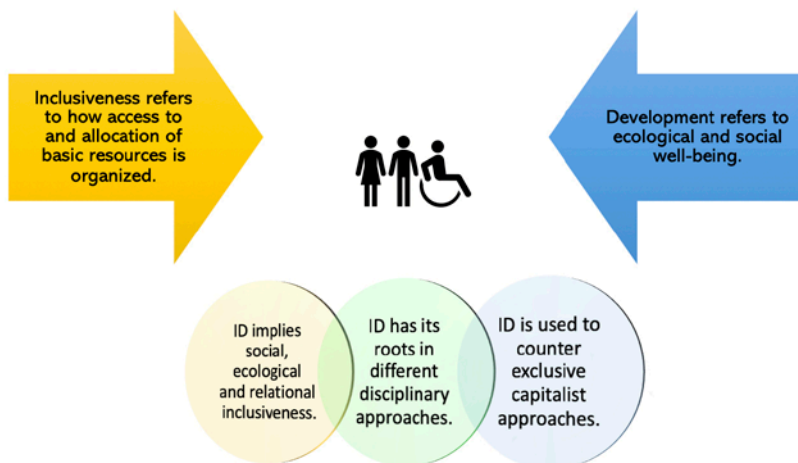 Inclusiveness refers
to how access to
and allocation of
basic resources is
organized.
Development refers to
ecological and social
well-being.
ID implies
social,
ecological
and relational
inclusiveness.
ID has its
roots in
different
disciplinary
approaches.
ID is used to
counter
exclusive
capitalist
approaches.